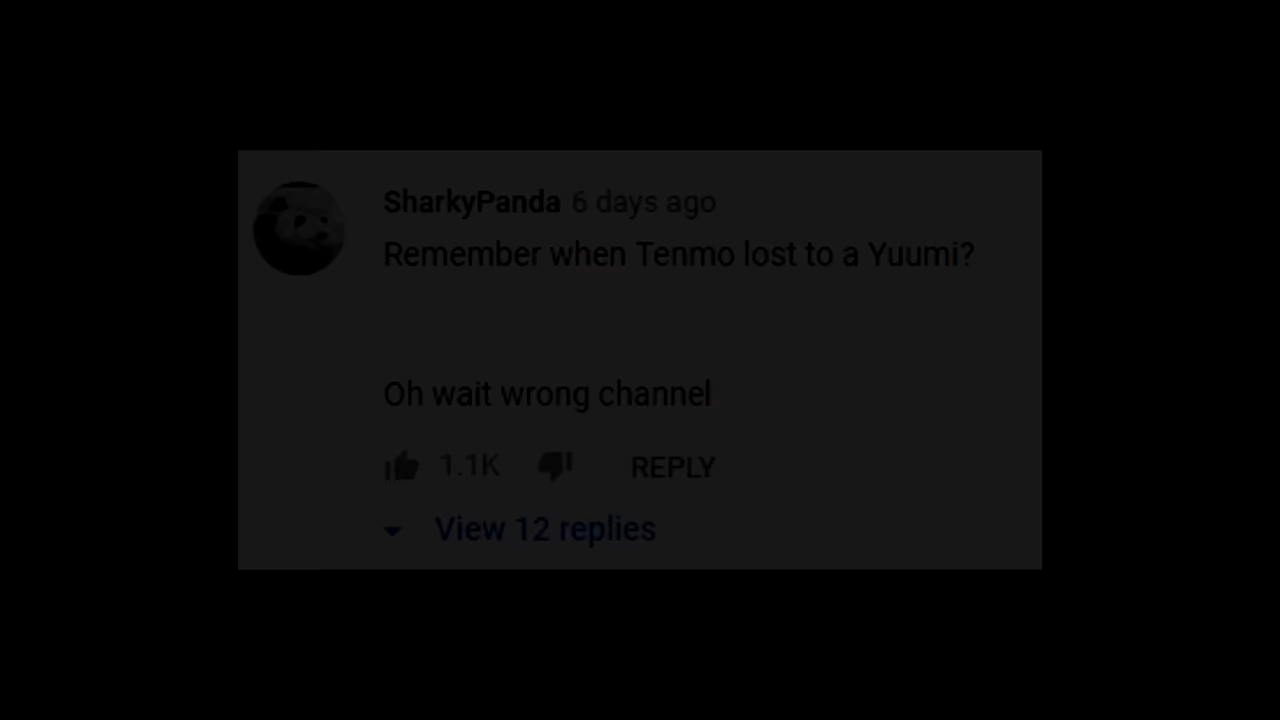 SharkyPanda 6 days ago
Remember when Tenmo lost to a Yuumi?
Oh wait wrong channel
1.1K REPLY
View 12 replies